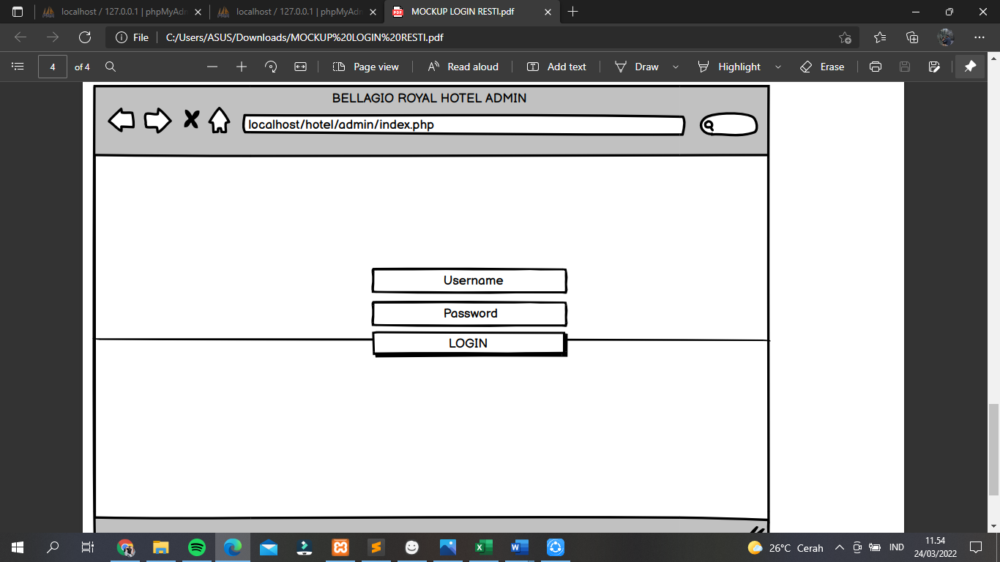 localhost / 127.0.0.1 | phpMyAdm
localhost / 127.0.0.1 | phpMyAdm
MOCKUP LOGIN RESTI.pdf
File
C:/Users/ASUS/Downloads/MOCKUP%20LOGIN%20RESTI.pdf
4 of 4
Page view
Read aloud
Add text
Draw
Highlight
Erase
BELLAGIO ROYAL HOTEL ADMIN
localhost/hotel/admin/index.php
Username
Password
LOGIN
26°C Cerah
IND
11.54
24/03/2022